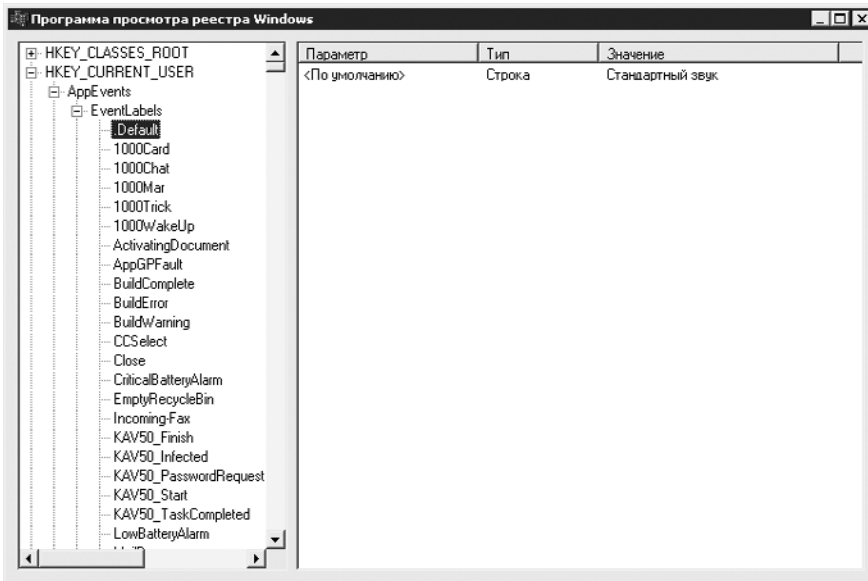 Программа просмотра реестра Windows
HKEY_CLASSES_ROOT
HKEY_CURRENT_USER
AppEvents
EventLabels
.Default
1000Card
1000Chat
1000Mar
1000Trick
1000WakeUp
ActivatingDocument
AppGPFault
BuildComplete
BuildError
BuildWarning
CCSelect
Close
CriticalBatteryAlarm
EmptyRecycleBin
Incoming-Fax
KAV50_Finish
KAV50_Infected
KAV50_PasswordRequest
KAV50_Start
KAV50_TaskCompleted
LowBatteryAlarm
Параметр Тип Значение
<По умолчанию> Строка Стандартный звук